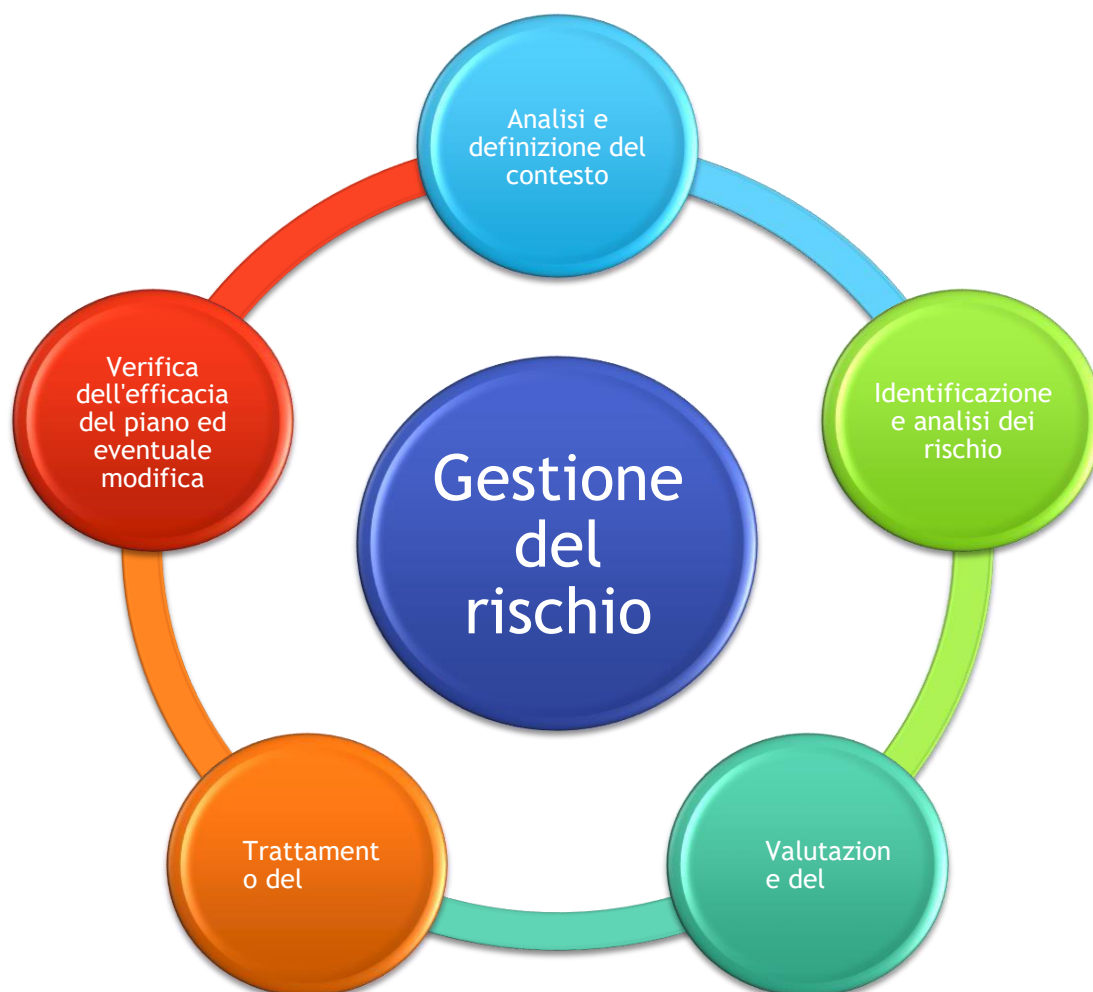 Analisi e
definizione del
contesto
Identificazione
e analisi dei
rischio
Valutazion
e del
Trattament
o del
Verifica
dell'efficacia
del piano ed
eventuale
modifica
Gestione
del
rischio